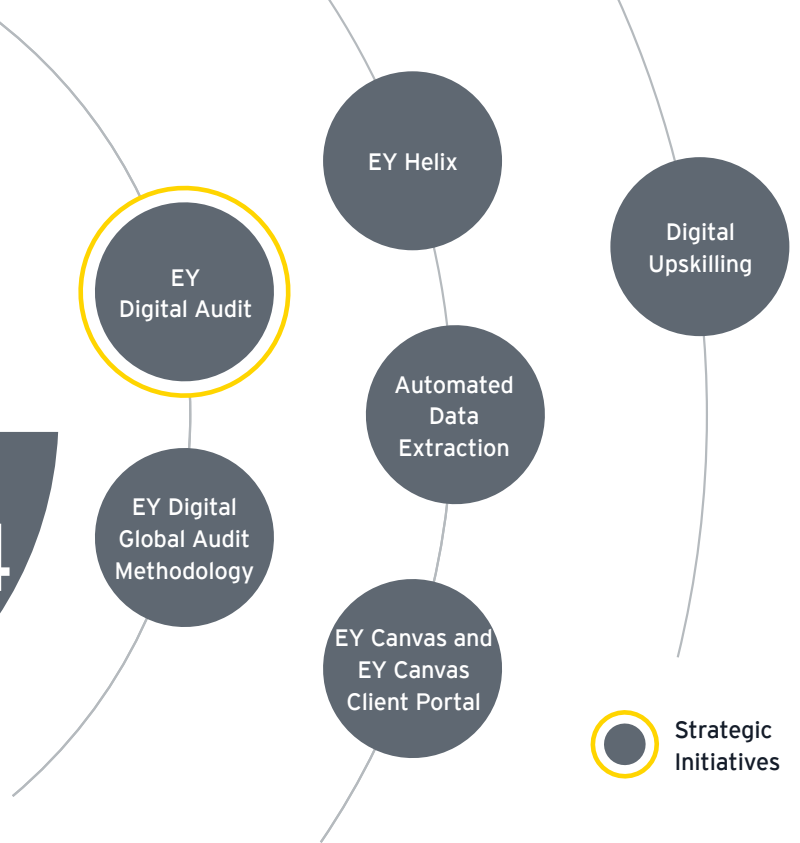 EY Helix
Digital
Upskilling
EY
Digital Audit
Automated
Data
Extraction
EY Digital
Global Audit
Methodology
4
EY Canvas and
EY Canvas
Client Portal
Strategic
Initiatives